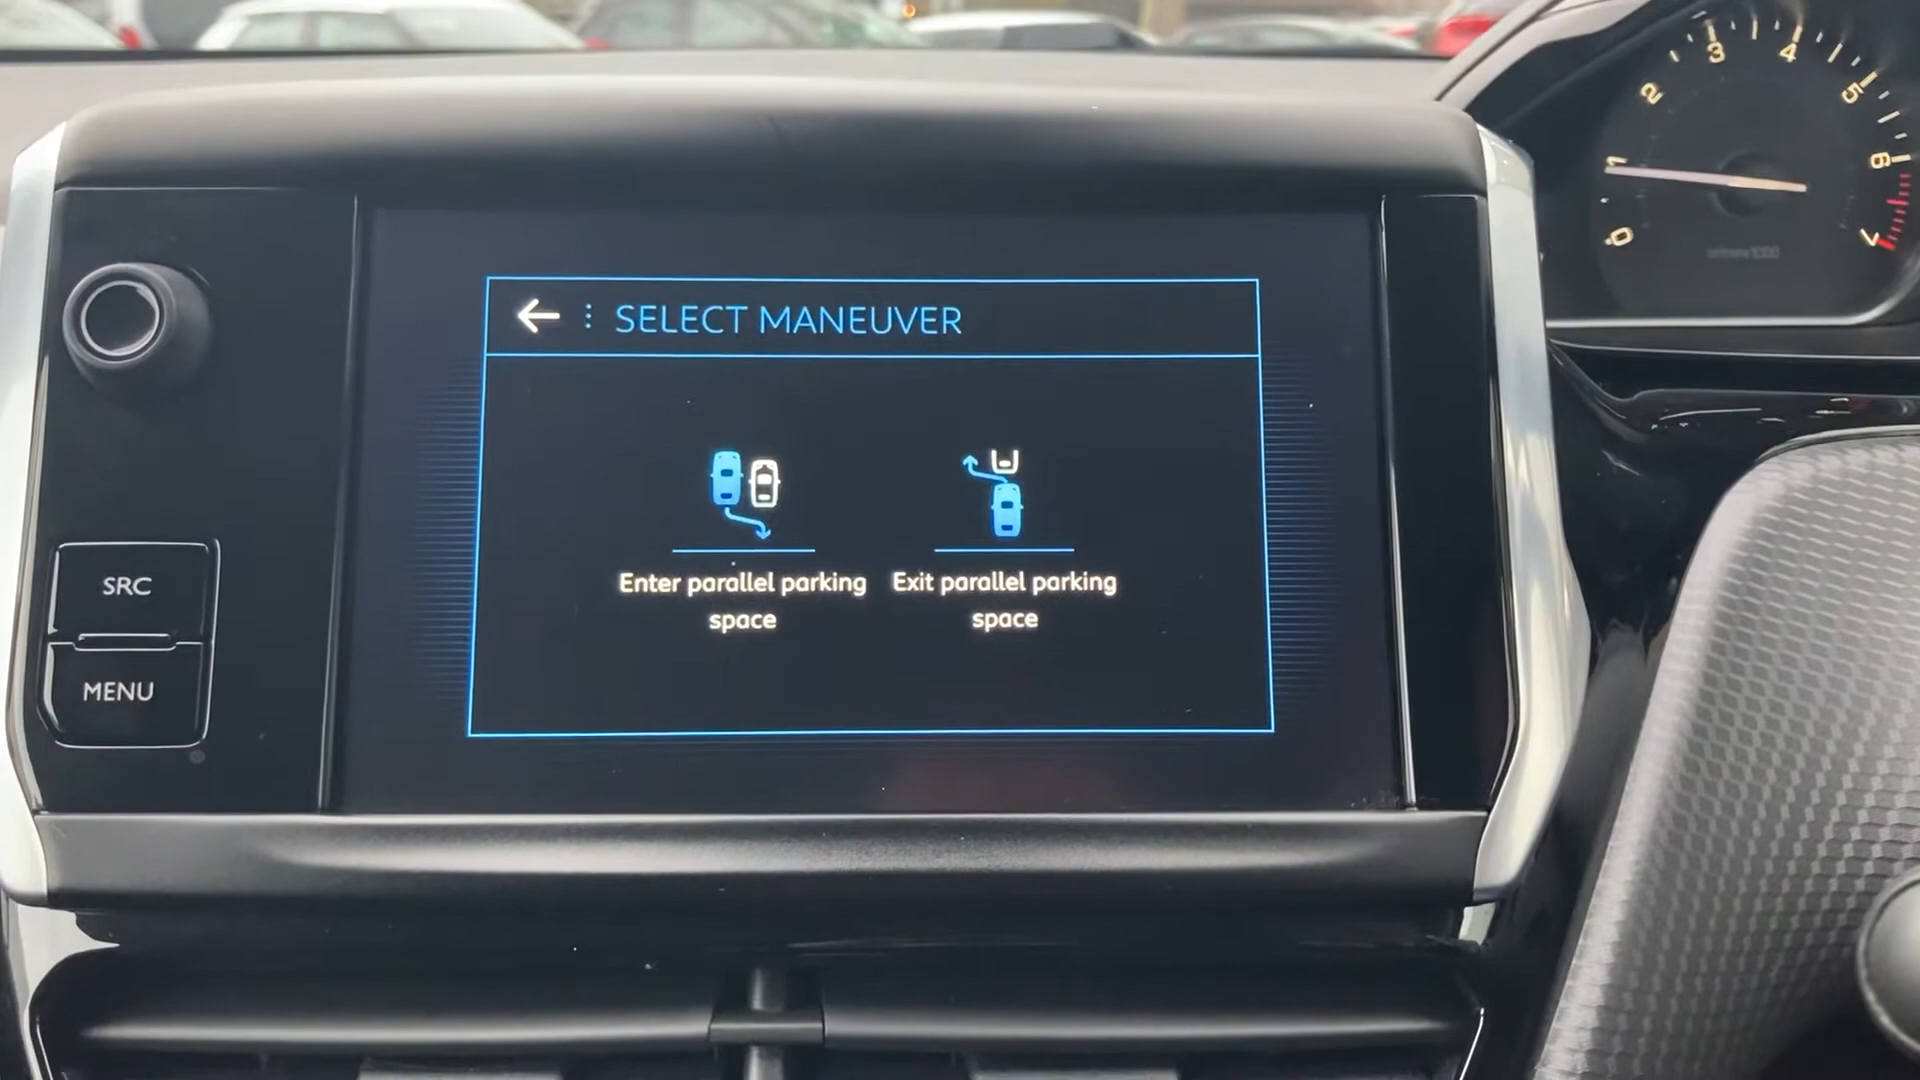 SELECT MANEUVER
Enter parallel parking
space
Exit parallel parking
space
SRC
MENU
0
1
2
3
4
5
6
7